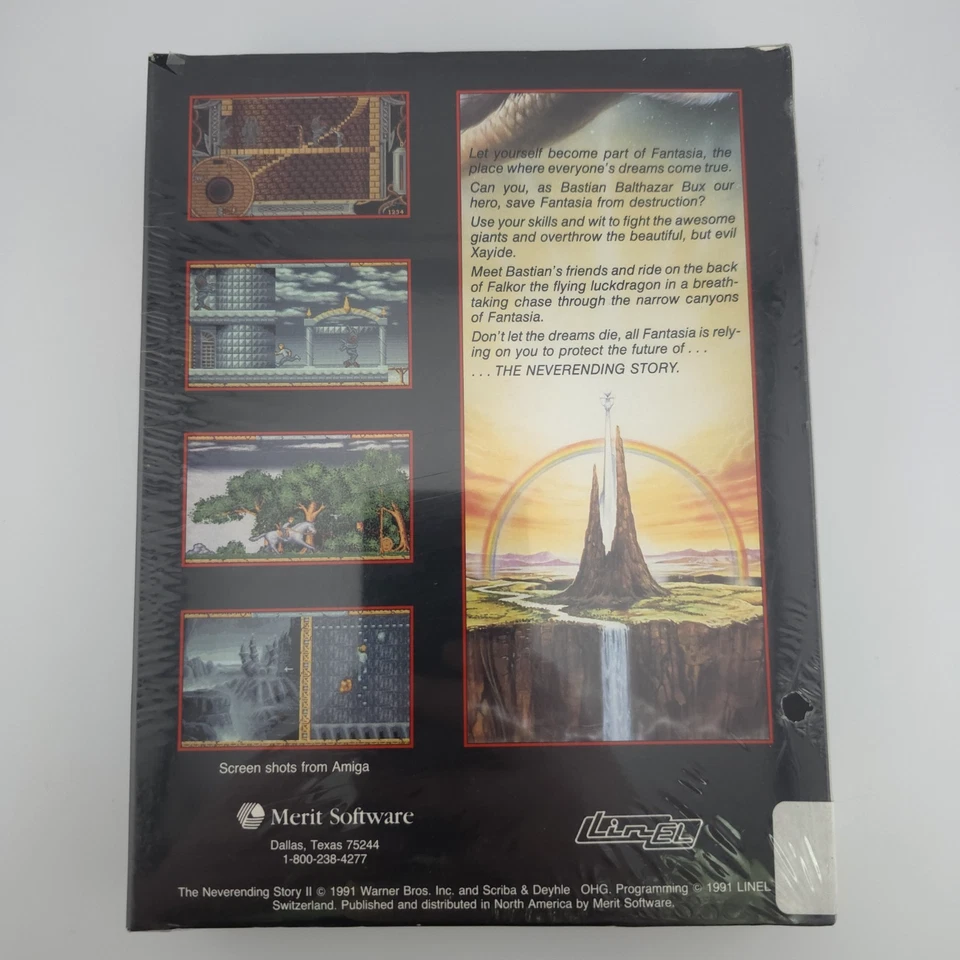 Let yourself become part of Fantasia, the
place where everyone's dreams come true.
Can you, as Bastian Balthazar Bux our
hero, save Fantasia from destruction?
Use your skills and wit to fight the awesome
giants and overthrow the beautiful, but evil
Xayide.
Meet Bastian's friends and ride on the back
of Falkor the flying luckdragon in a breath-
taking chase through the narrow canyons
of Fantasia.
Don't let the dreams die, all Fantasia is rely-
ing on you to protect the future of . . .
. . . THE NEVERENDING STORY.
Screen shots from Amiga
Merit Software
Dallas, Texas 75244
1-800-238-4277
LinEL
The Neverending Story II © 1991 Warner Bros. Inc. and Scriba & Deyhle OHG. Programming © 1991 LINEL
Switzerland. Published and distributed in North America by Merit Software.